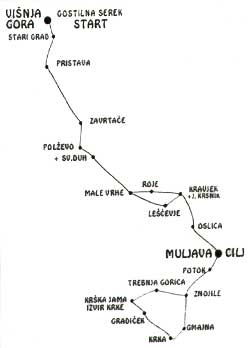 VIŠNJA GOSTILNA SEREK
GORA START
STARI GRAD
PRISTAVA
ZAVRTAČE
POLŽEVO
+ SV. DUH
MALE VRHE
ROJE
KRAVJEK
+ J. KRSNIK
LEŠČEVJE
OSLICA
MULJAVA CILJ
POTOK
TREBNJA GORICA
ZNOJILE
KRŠKA JAMA
IZVIR KRKE
GRADIČEK
GMAJNA
KRKA